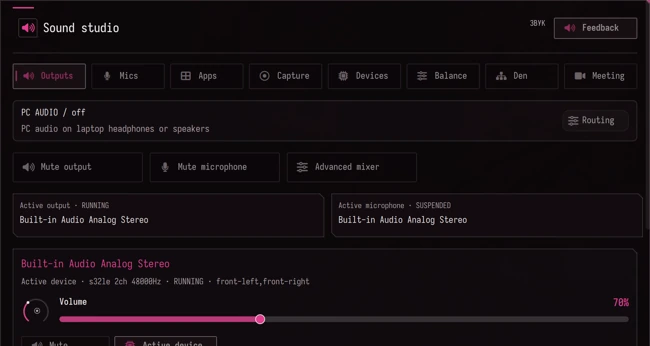 Sound studio
3BYK
Feedback
Outputs
Mics
Apps
Capture
Devices
Balance
Den
Meeting
PC AUDIO / off
PC audio on laptop headphones or speakers
Routing
Mute output
Mute microphone
Advanced mixer
Active output · RUNNING
Built-in Audio Analog Stereo
Active microphone · SUSPENDED
Built-in Audio Analog Stereo
Built-in Audio Analog Stereo
Active device · s32le 2ch 48000Hz · RUNNING · front-left,front-right
Volume
70%
Mute
Active device